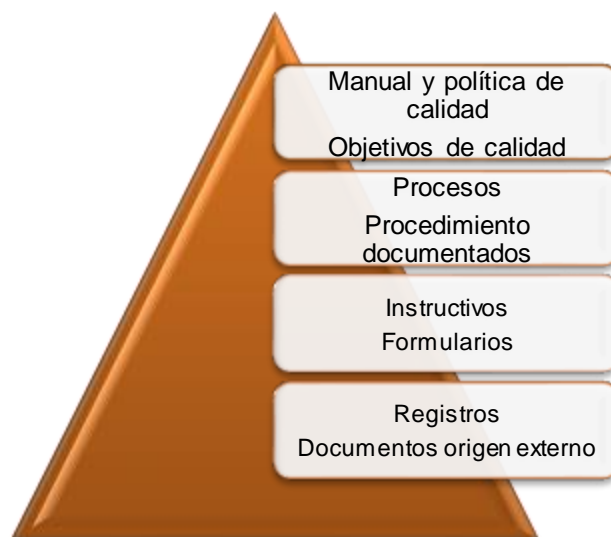 Manual y política de
calidad
Objetivos de calidad
Procesos
Procedimiento
documentados
Instructivos
Formularios
Registros
Documentos origen externo